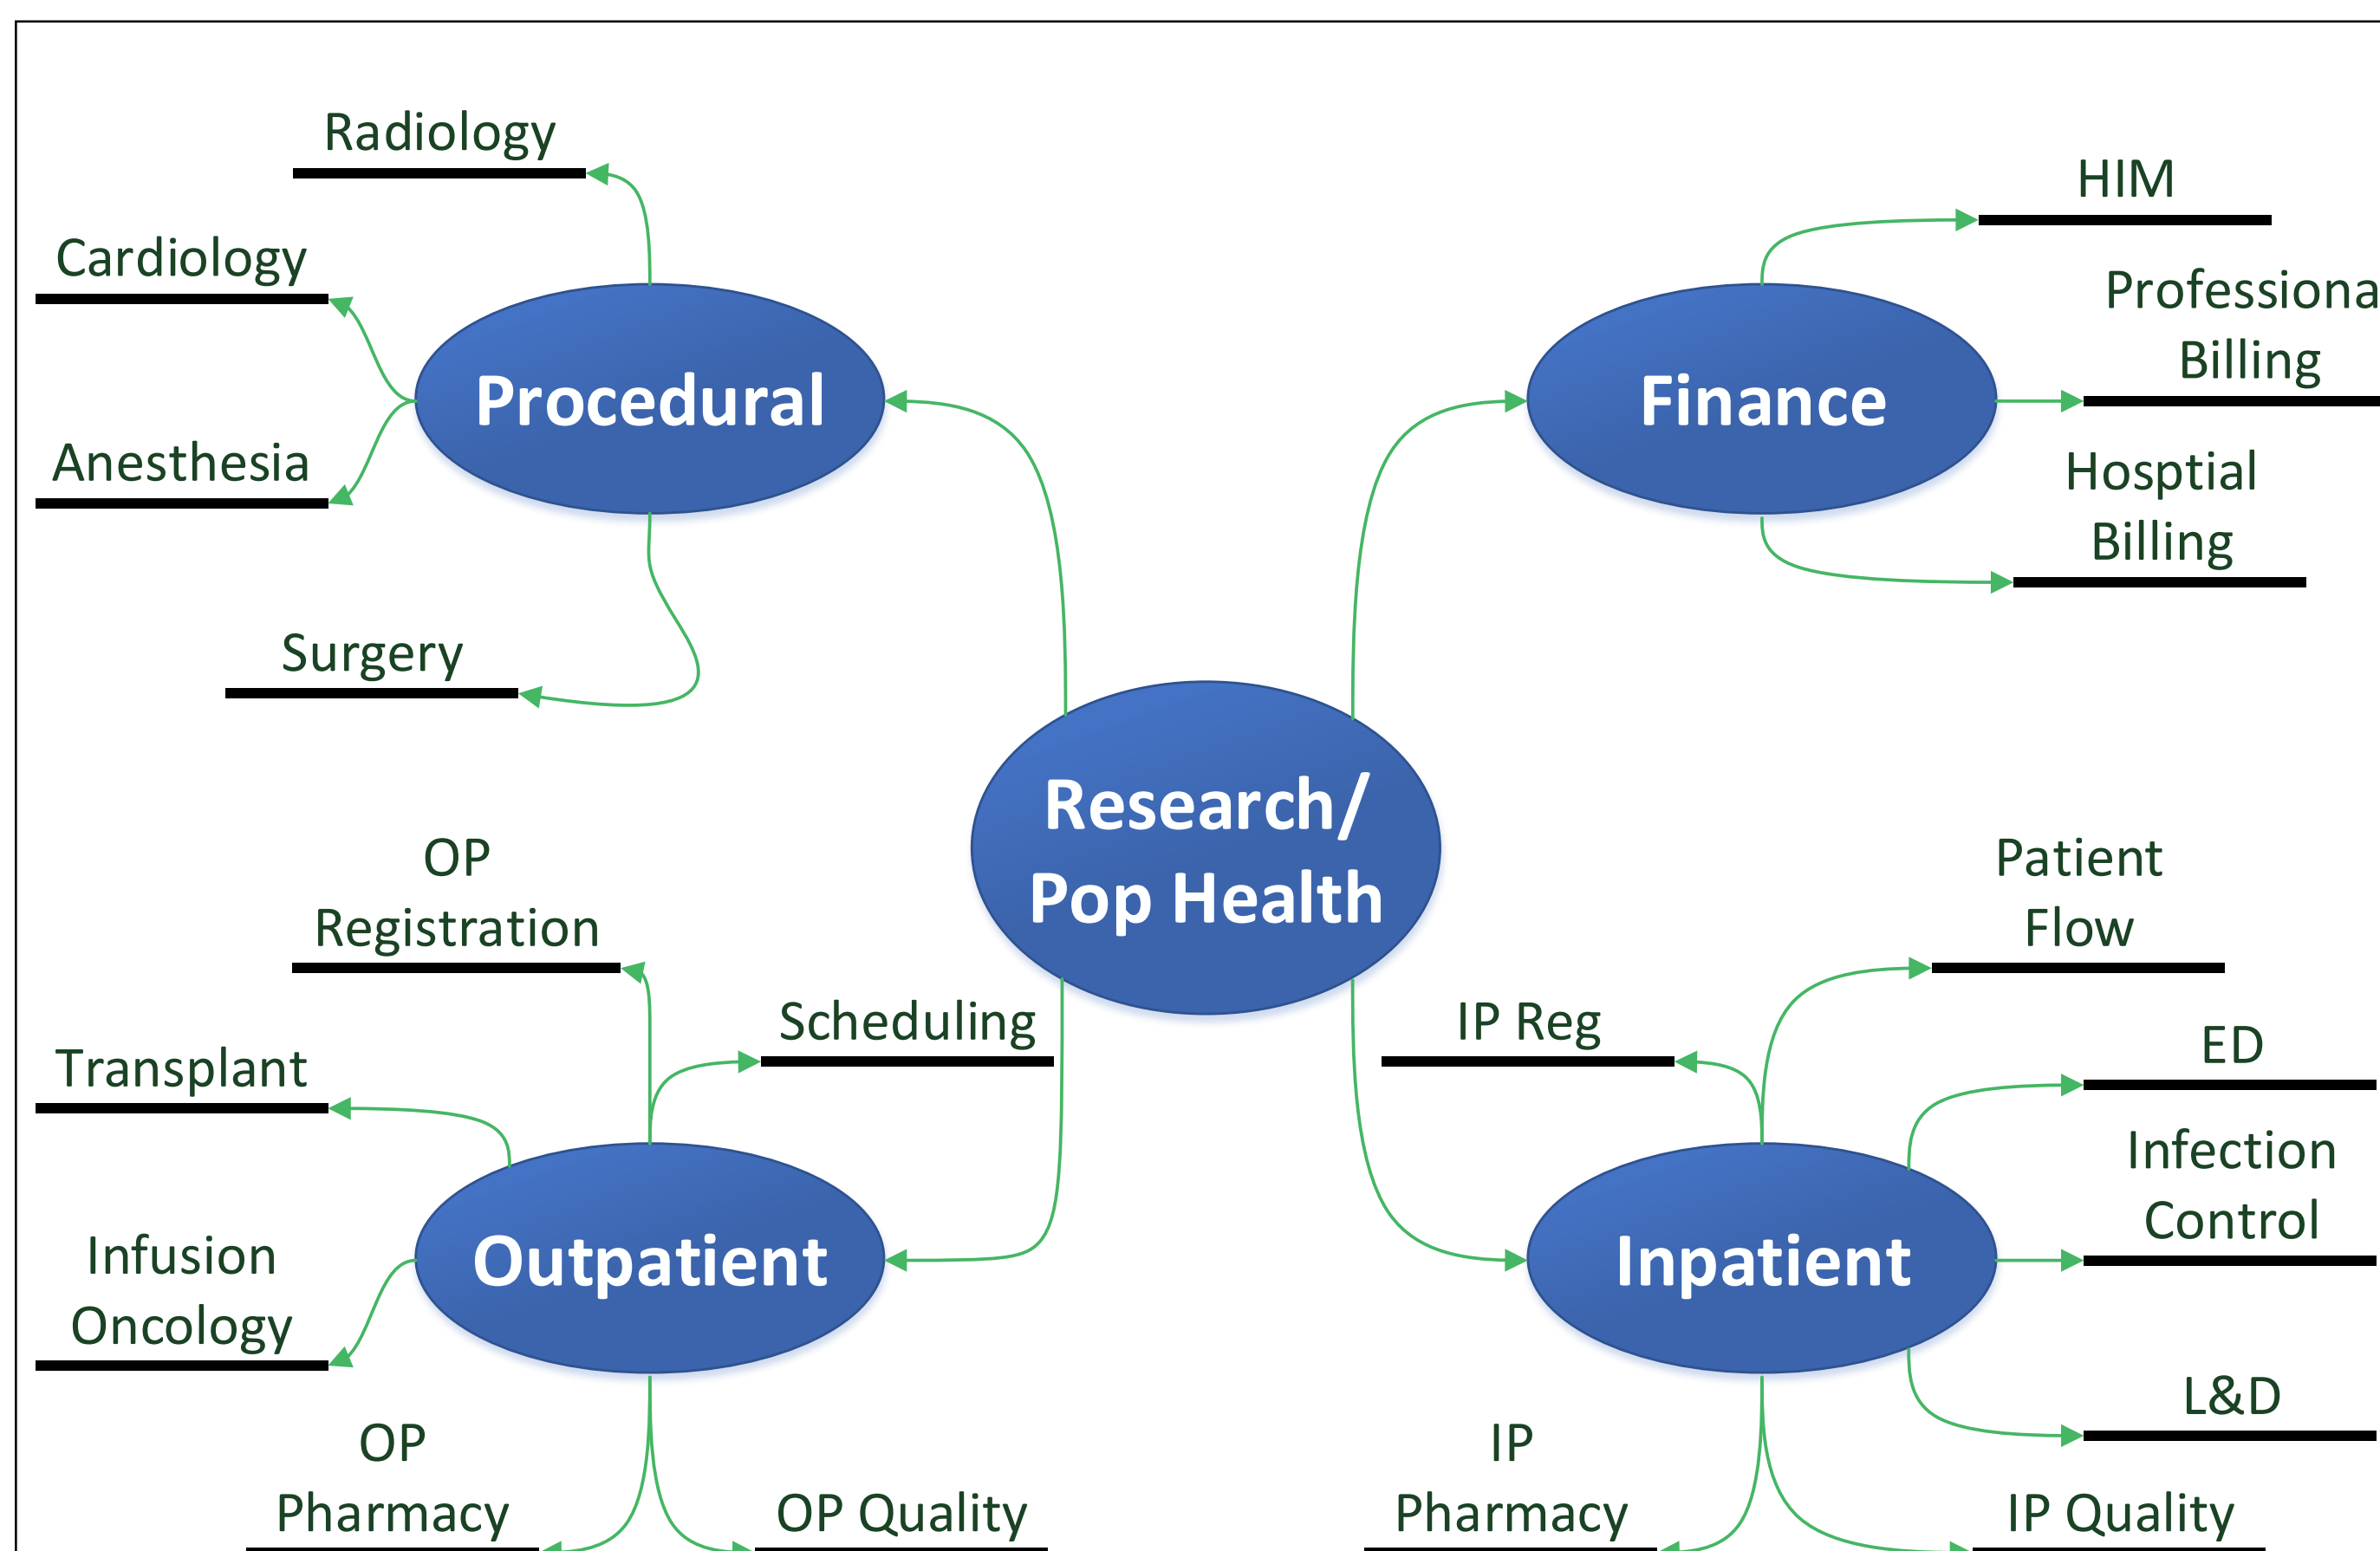 Radiology
Cardiology
Procedural
Anesthesia
Surgery
HIM
Professiona
Billing
Finance
Hosptial
Billing
Research/
Pop Health
OP
Registration
Scheduling
Transplant
Outpatient
Infusion
Oncology
OP
Pharmacy
OP Quality
Patient
Flow
IP Reg
ED
Infection
Control
Inpatient
L&D
IP
Pharmacy
IP Quality